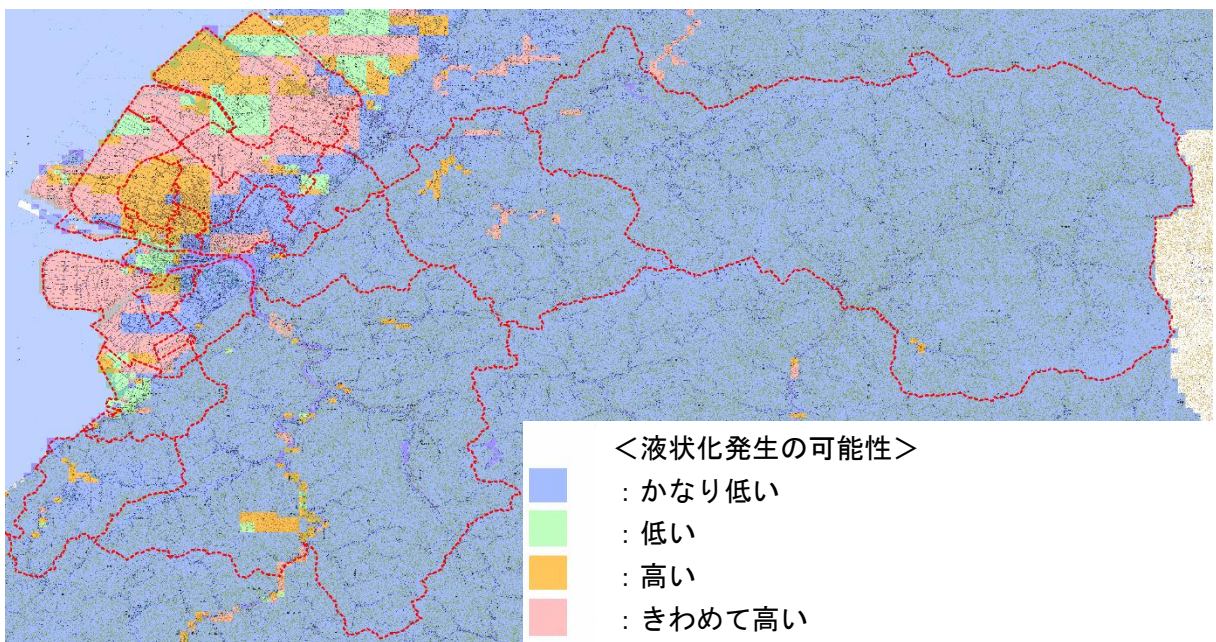 ＜液状化発生の可能性＞
：かなり低い
：低い
：高い
：きわめて高い